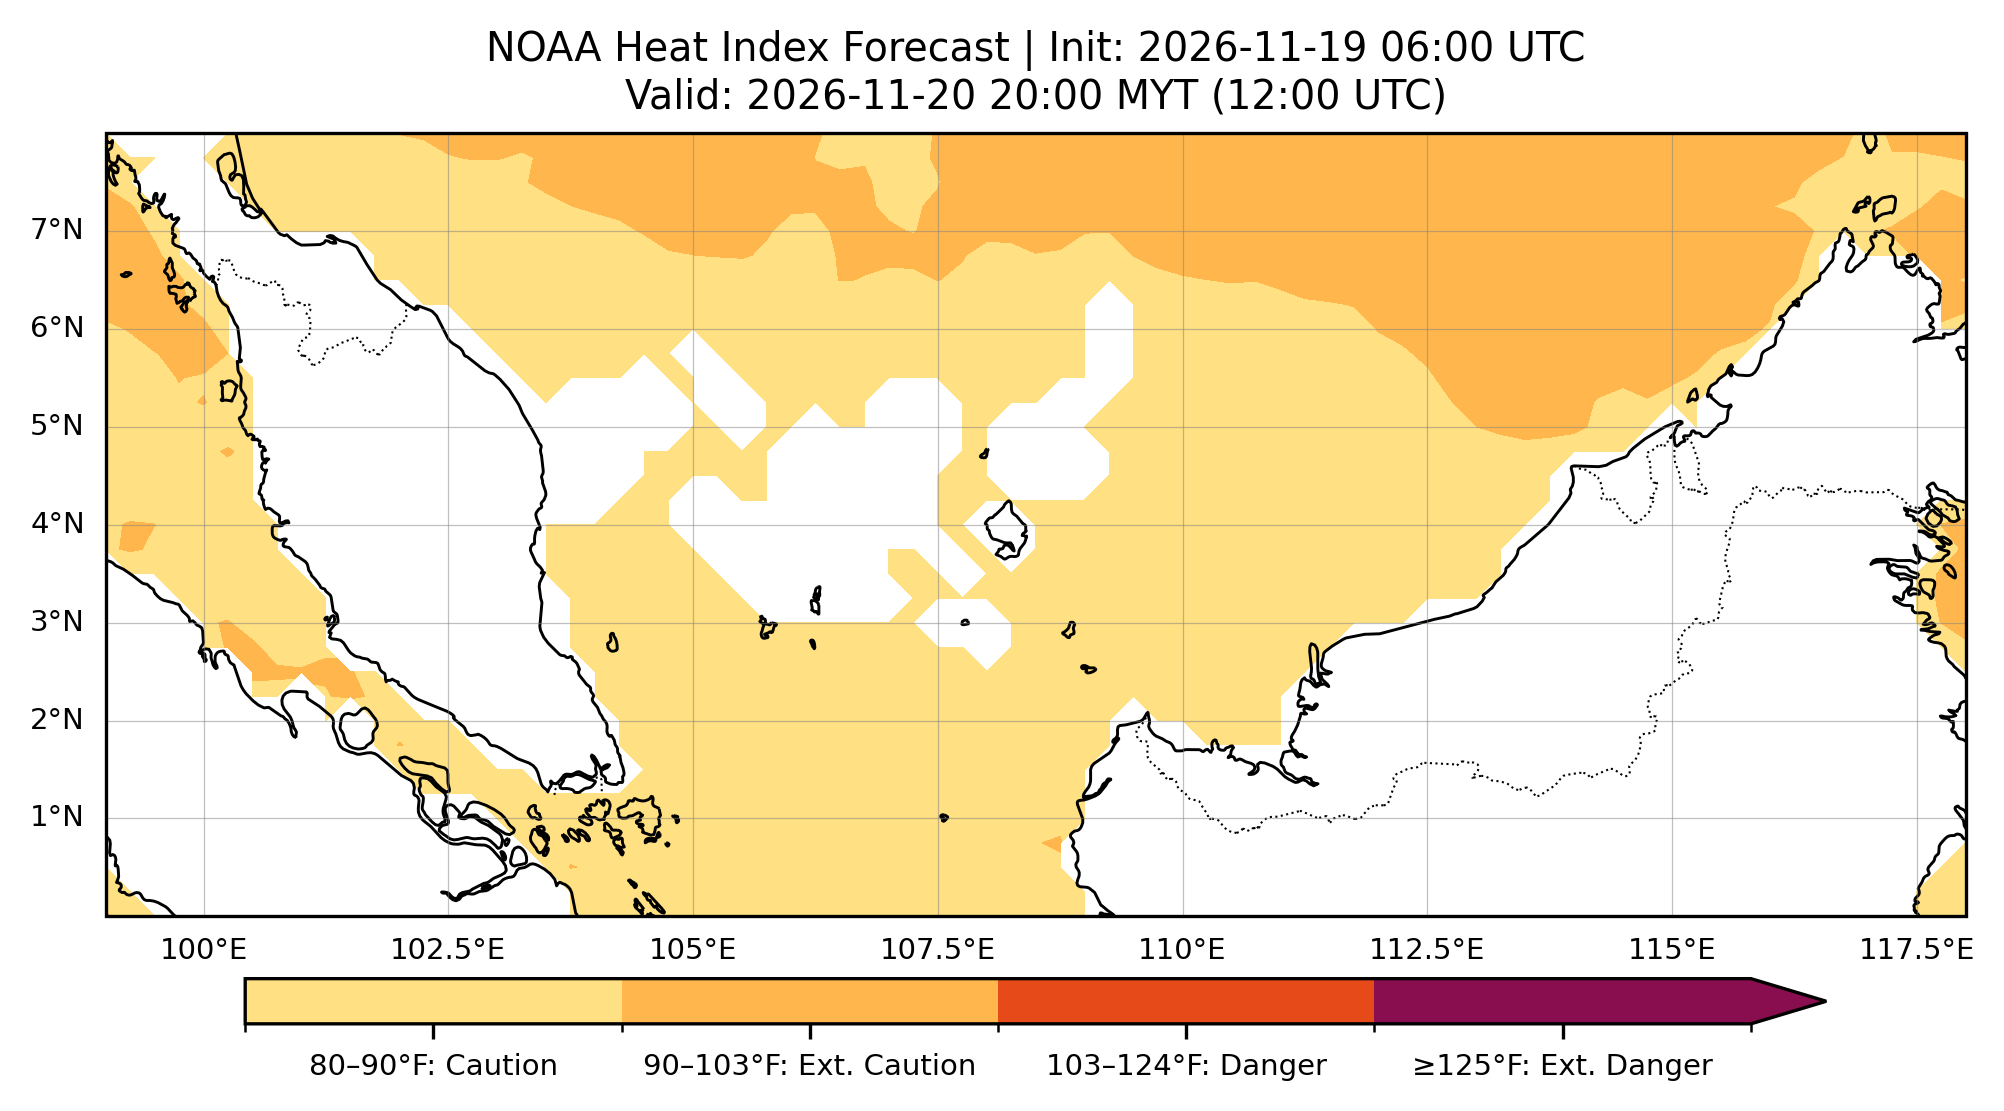 NOAA Heat Index Forecast | Init: 2026-11-19 06:00 UTC
Valid: 2026-11-20 20:00 MYT (12:00 UTC)
7°N
6°N
5°N
4°N
3°N
2°N
1°N
100°E
102.5°E
105°E
107.5°E
110°E
112.5°E
115°E
117.5°E
80–90°F: Caution
90–103°F: Ext. Caution
103–124°F: Danger
≥125°F: Ext. Danger